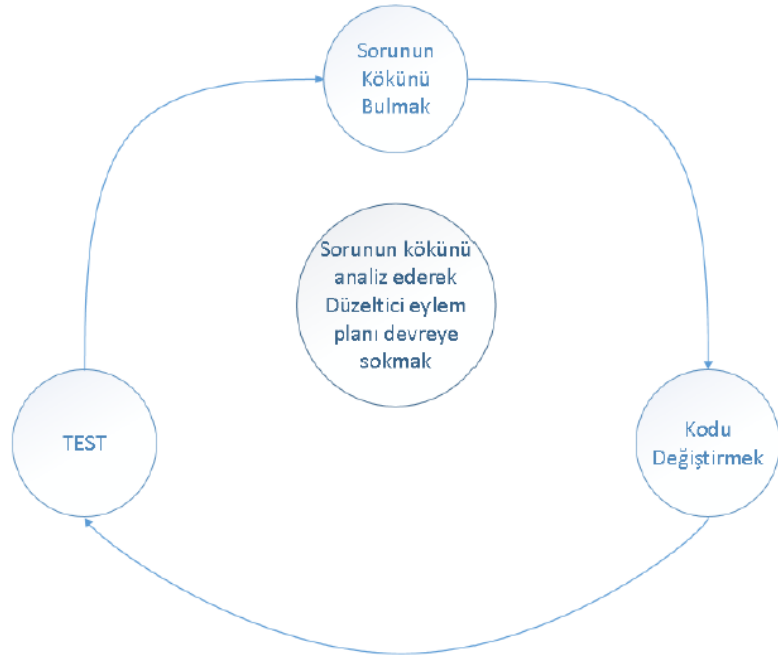 Sorunun
Kökünü
Bulmak
Sorunun kökünü
analiz ederek
Düzeltici eylem
planı devreye
sokmak
TEST
Kodu
Değiştirmek